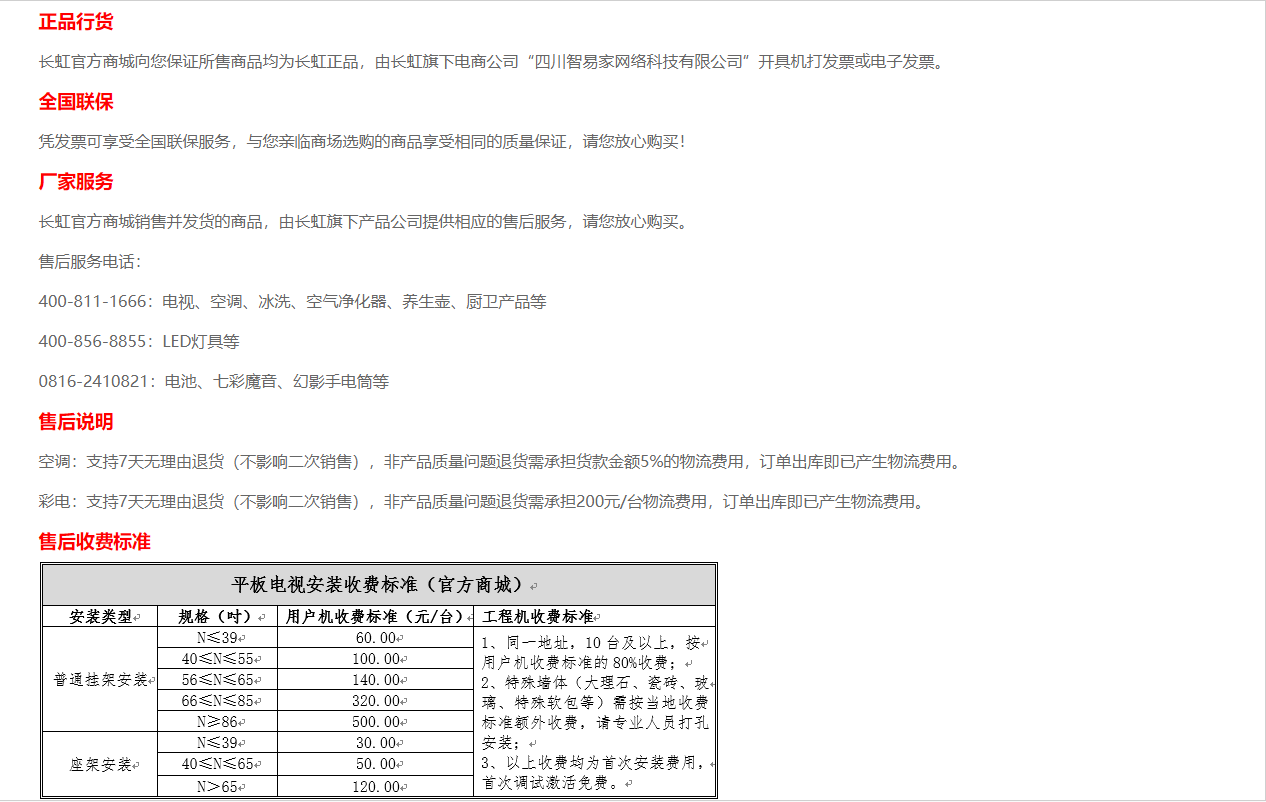 正品行货
长虹官方商城向您保证所售商品均为长虹正品，由长虹旗下电商公司“四川智易家网络科技有限公司”开具机打发票或电子发票。
全国联保
凭发票可享受全国联保服务，与您亲临商场选购的商品享受相同的质量保证，请您放心购买！
厂家服务
长虹官方商城销售并发货的商品，由长虹旗下产品公司提供相应的售后服务，请您放心购买。
售后服务电话：
400-811-1666：电视、空调、冰洗、空气净化器、养生壶、厨卫产品等
400-856-8855：LED灯具等
0816-2410821：电池、七彩魔音、幻影手电筒等
售后说明
空调：支持7天无理由退货（不影响二次销售），非产品质量问题退货需承担货款金额5%的物流费用，订单出库即已产生物流费用。
彩电：支持7天无理由退货（不影响二次销售），非产品质量问题退货需承担200元/台物流费用，订单出库即已产生物流费用。
售后收费标准
平板电视安装收费标准（官方商城）
安装类型 规格（吋） 用户机收费标准（元/台） 工程机收费标准
普通挂架安装
N≤39 60.00
40≤N≤55 100.00
56≤N≤65 140.00
66≤N≤85 320.00
N≥86 500.00
座架安装
N≤39 30.00
40≤N≤65 50.00
N>65 120.00
1、同一地址，10台及以上，按
用户机收费标准的80%收费；
2、特殊墙体（大理石、瓷砖、玻
璃、特殊软包等）需按当地收费
标准额外收费，请专业人员打孔
安装；
3、以上收费均为首次安装费用，
首次调试激活免费。